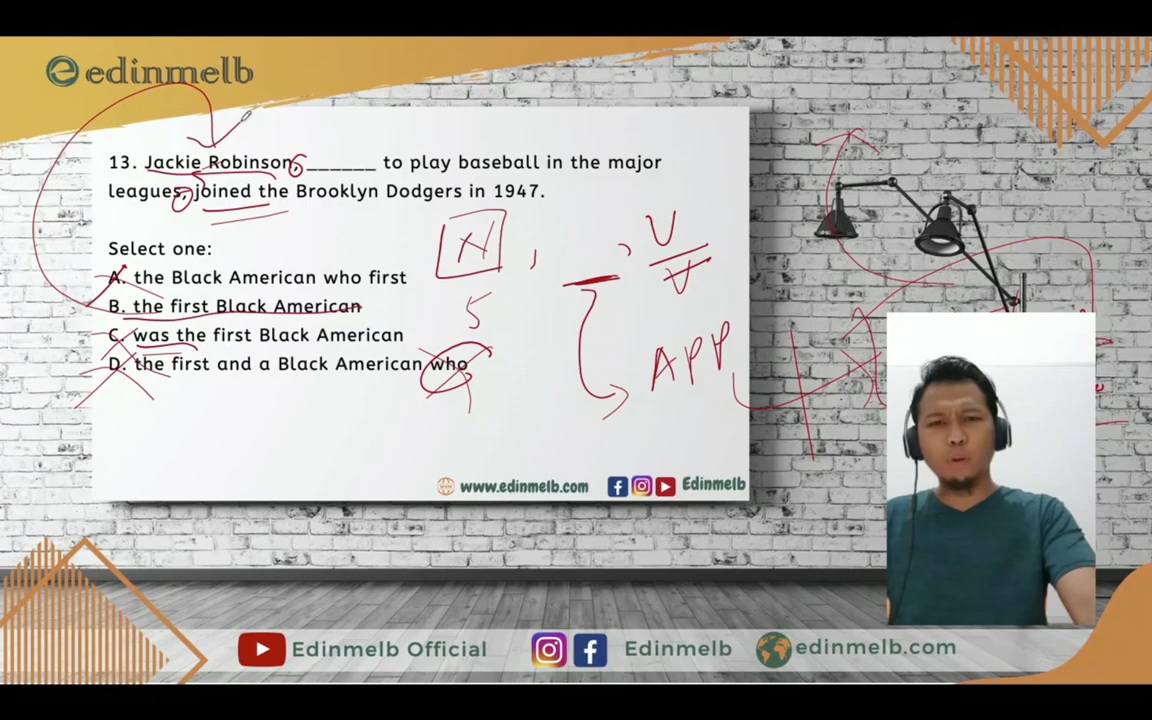 edinmelb
13. Jackie Robinson, ______ to play baseball in the major
leagues, joined the Brooklyn Dodgers in 1947.
Select one:
A. the Black American who first
B. the first Black American
C. was the first Black American
D. the first and a Black American who
N , __ , V
V
S
APP
www.edinmelb.com
Edinmelb
Edinmelb Official
Edinmelb
edinmelb.com